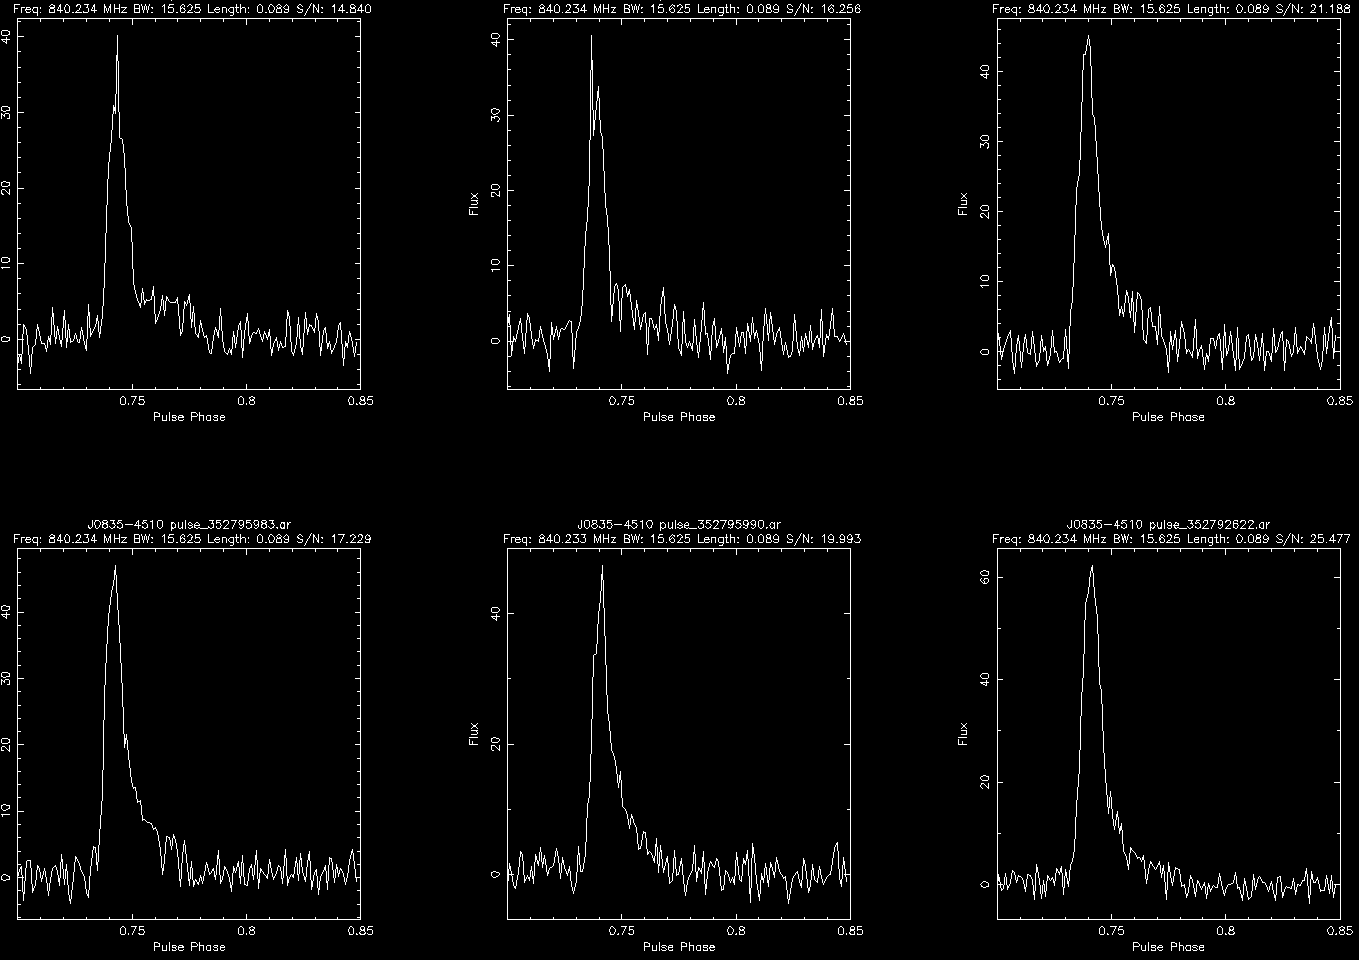 Freq: 840.234 MHz BW: 15.625 Length: 0.089 S/N: 14.840
40
30
20
10
0
0.75 0.8 0.85
Pulse Phase
Freq: 840.234 MHz BW: 15.625 Length: 0.089 S/N: 16.256
Flux
40
30
20
10
0
0.75 0.8 0.85
Pulse Phase
Freq: 840.234 MHz BW: 15.625 Length: 0.089 S/N: 21.188
Flux
40
30
20
10
0
0.75 0.8 0.85
Pulse Phase
J0835-4510 pulse_352795983.ar
Freq: 840.234 MHz BW: 15.625 Length: 0.089 S/N: 17.229
40
30
20
10
0
0.75 0.8 0.85
Pulse Phase
J0835-4510 pulse_352795990.ar
Freq: 840.233 MHz BW: 15.625 Length: 0.089 S/N: 19.993
Flux
40
20
0
0.75 0.8 0.85
Pulse Phase
J0835-4510 pulse_352792622.ar
Freq: 840.234 MHz BW: 15.625 Length: 0.089 S/N: 25.477
Flux
60
40
20
0
0.75 0.8 0.85
Pulse Phase